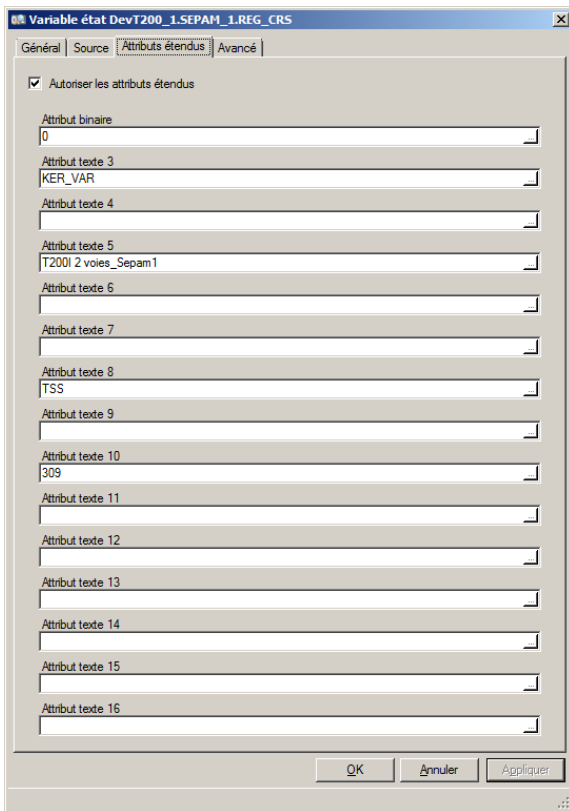 Variable état DevT200_1.SEPAM_1.REG_CRS
Général Source Attributs étendus Avancé
Autoriser les attributs étendus
Attribut binaire
0
...
Attribut texte 3
KER_VAR
...
Attribut texte 4
...
Attribut texte 5
T200I 2 voies_Sepam1
...
Attribut texte 6
...
Attribut texte 7
...
Attribut texte 8
TSS
...
Attribut texte 9
...
Attribut texte 10
309
...
Attribut texte 11
...
Attribut texte 12
...
Attribut texte 13
...
Attribut texte 14
...
Attribut texte 15
...
Attribut texte 16
...
OK Annuler Appliquer